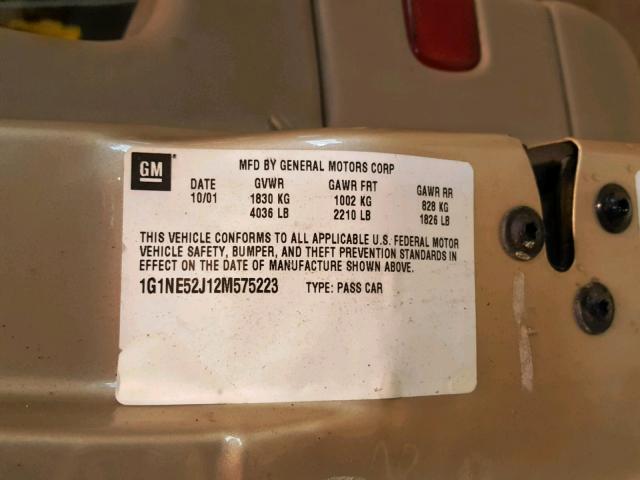 GM
MFD BY GENERAL MOTORS CORP
DATE GVWR GAWR FRT GAWR RR
10/01 1830 KG 1002 KG 828 KG
4036 LB 2210 LB 1826 LB
THIS VEHICLE CONFORMS TO ALL APPLICABLE U.S. FEDERAL MOTOR
VEHICLE SAFETY, BUMPER, AND THEFT PREVENTION STANDARDS IN
EFFECT ON THE DATE OF MANUFACTURE SHOWN ABOVE.
1G1NE52J12M575223 TYPE: PASS CAR